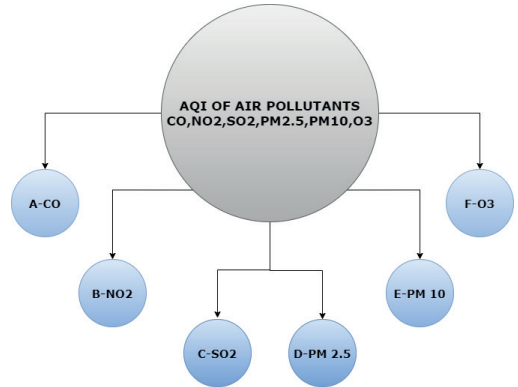 AQI OF AIR POLLUTANTS
CO,NO2,SO2,PM2.5,PM10,O3
A-CO
F-O3
B-NO2
E-PM 10
C-SO2
D-PM 2.5